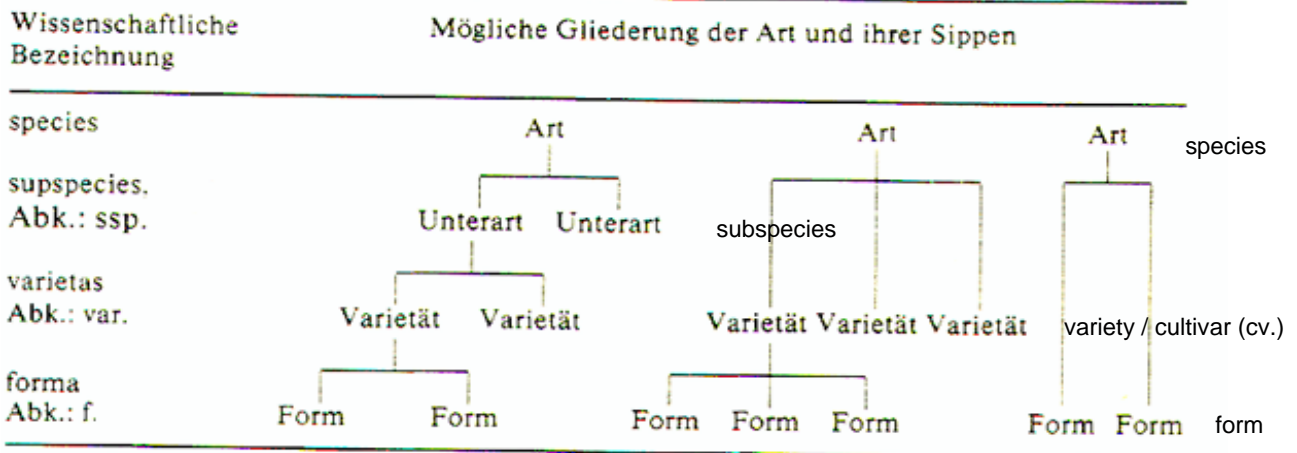 Wissenschaftliche
Bezeichnung
Mögliche Gliederung der Art und ihrer Sippen
species
Art Art Art species
supspecies.
Abk.: ssp.
Unterart Unterart subspecies
varietas
Abk.: var.
Varietät Varietät Varietät Varietät Varietät variety / cultivar (cv.)
forma
Abk.: f.
Form Form Form Form Form Form Form form